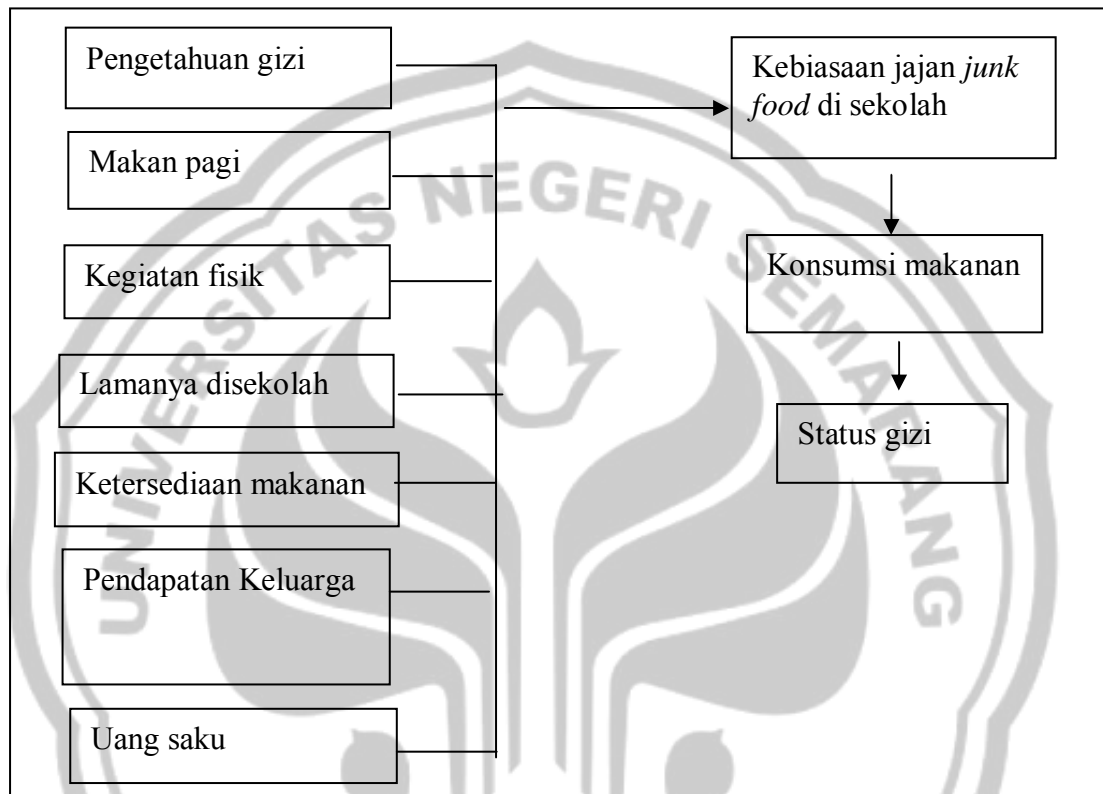 Pengetahuan gizi
Makan pagi
Kegiatan fisik
Lamanya disekolah
Ketersediaan makanan
Pendapatan Keluarga
Uang saku
Kebiasaan jajan junk
food di sekolah
Konsumsi makanan
Status gizi
UNIVERSITAS NEGERI SEMARANG